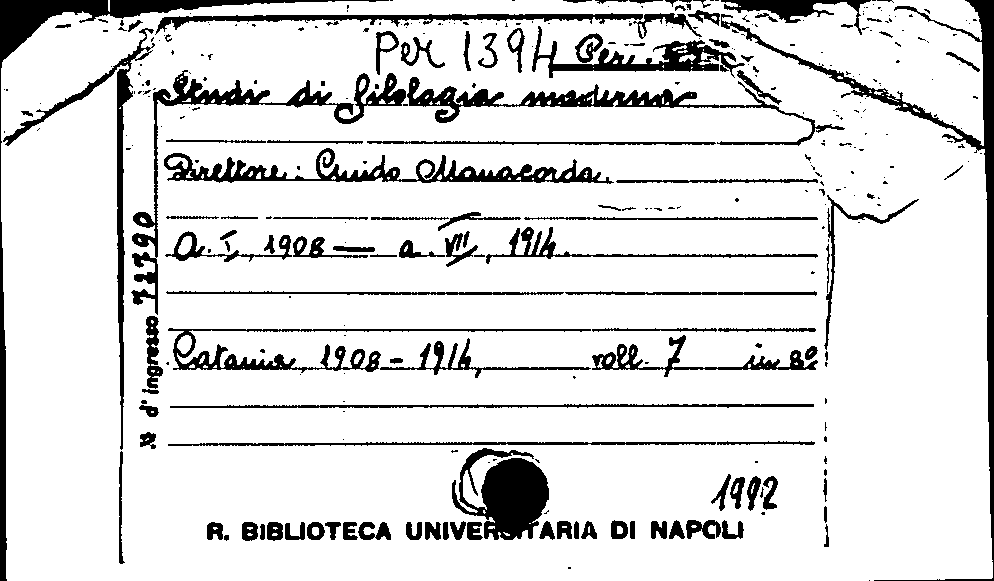 Per 1394 Per.
Studi di filologia moderna
Direttore: Guido Manacorda.
a. I, 1908 — a. VII, 1914.
Catania, 1908 - 1914, voll. 7 in 8º
N d'ingresso 72790
1992
R. BIBLIOTECA UNIVERSITARIA DI NAPOLI